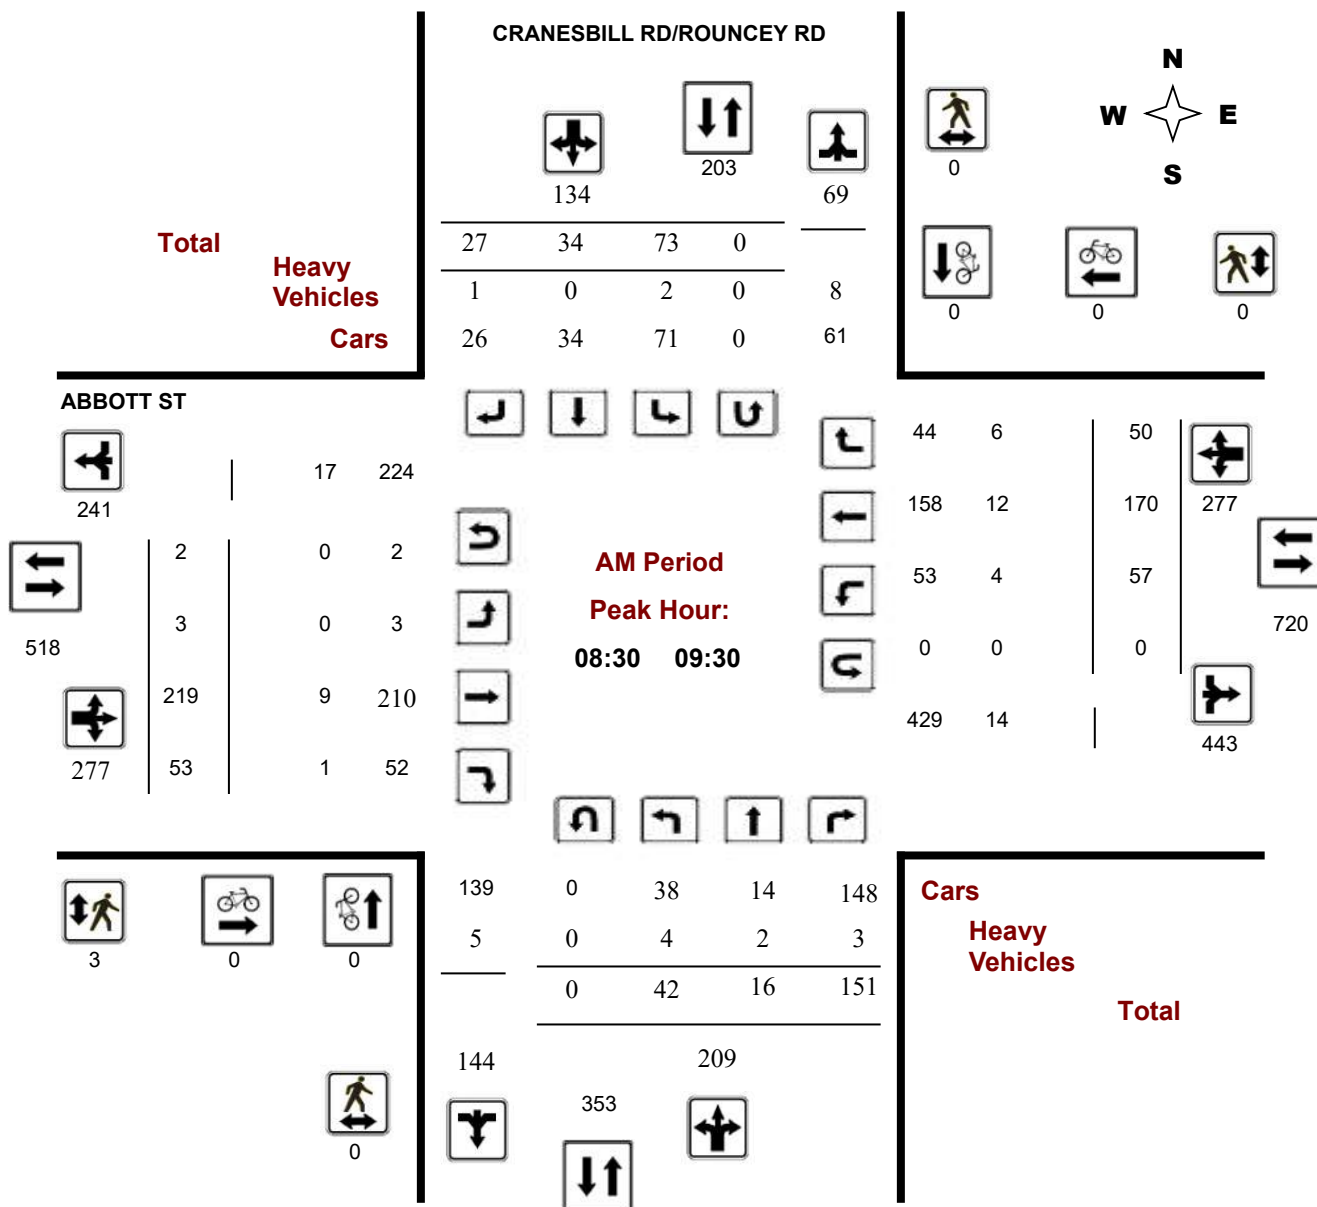 CRANESBILL RD/ROUNCEY RD
N
W E
S
203
0
134 69
Total
27 34 73 0
Heavy
Vehicles
1 0 2 0 8
Cars
26 34 71 0 61
0 0 0
ABBOTT ST
44 6 50
17 224
241
158 12 170 277
2 0 2
AM Period
53 4 57
Peak Hour:
3 0 3
720
518
08:30 09:30
0 0 0
219 9 210
429 14
443
277 53 1 52
139 0 38 14 148
Cars
5 0 4 2 3
Heavy
Vehicles
3 0 0
0 42 16 151
Total
144 209
353
0